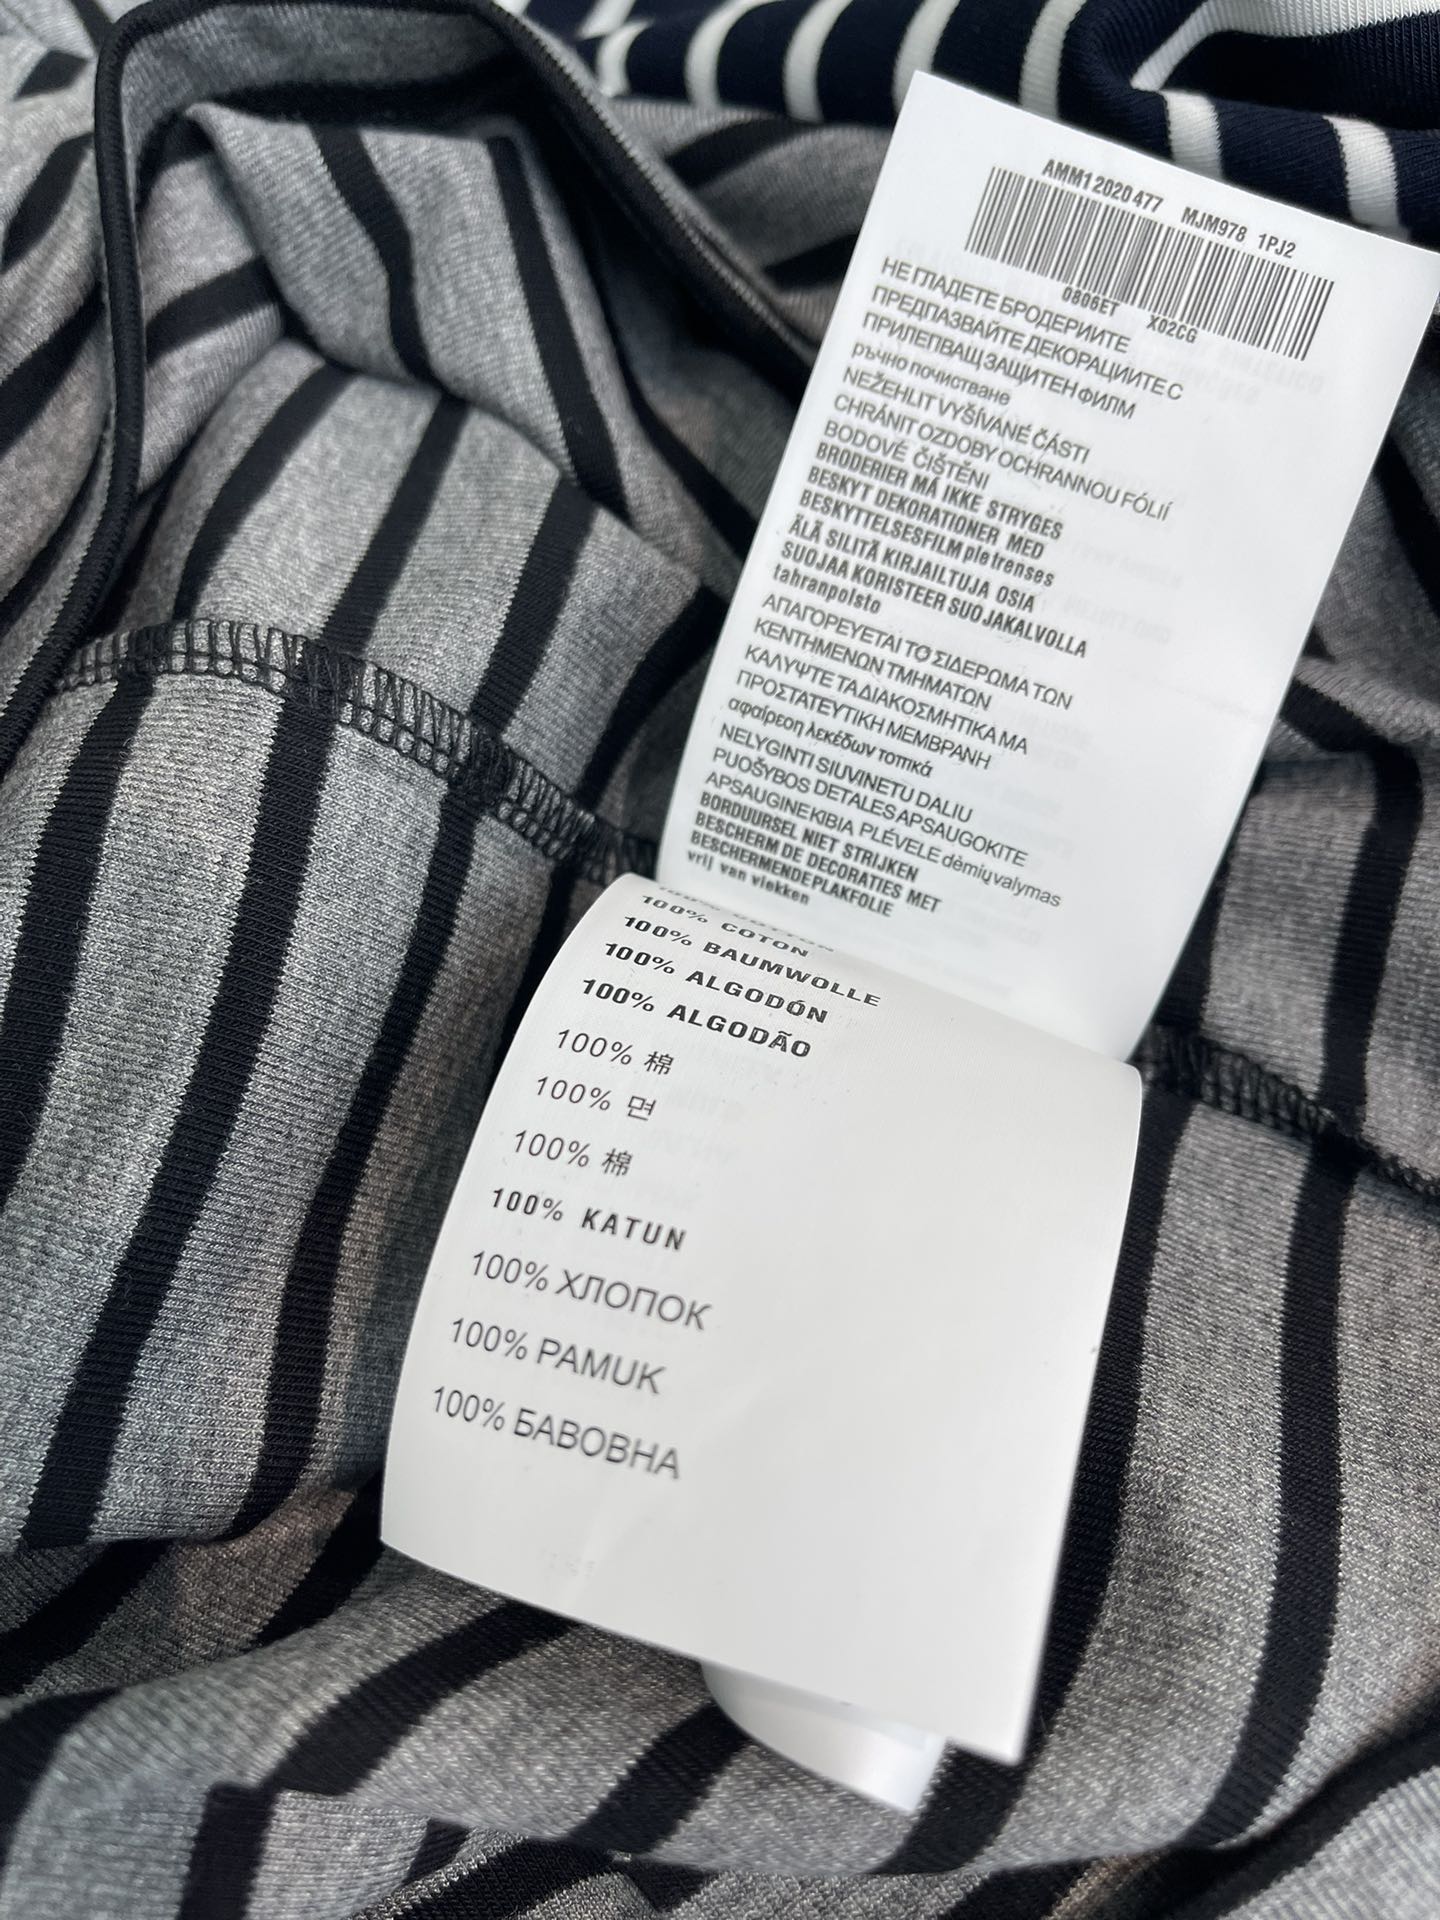 AMM12020477 MJM978 1PJ2
0806ET X02CG
НЕ ГЛАДЕТЕ БРОДЕРИИТЕ
ПРЕДПАЗВАЙТЕ ДЕКОРАЦИИТЕ С
ПРИЛЕПВАЩ ЗАЩИТЕН ФИЛМ
ръчно почистване
NEŽEHLIT VYŠÍVANÉ ČÁSTI
CHRÁNIT OZDOBY OCHRANNOU FÓLIÍ
BODOVÉ ČIŠTĚNI
BRODERIER MÅ IKKE STRYGES
BESKYT DEKORATIONER MED
BESKYTTELSESFILM pletrenses
ÄLÄ SILITÄ KIRJAILTUJA OSIA
SUOJAA KORISTEER SUOJAKALVOLLA
tahranpoisto
ΑΠΑΓΟΡΕΥΕΤΑΙ ΤΟ ΣΙΔΕΡΩΜΑ ΤΩΝ
ΚΕΝΤΗΜΕΝΩΝ ΤΜΗΜΑΤΩΝ
ΚΑΛΥΨΤΕ ΤΑ ΔΙΑΚΟΣΜΗΤΙΚΑ ΜΑ
ΠΡΟΣΤΑΤΕΥΤΙΚΗ ΜΕΜΒΡΑΝΗ
αφαίρεση λεκέδων τοπικά
NELYGINTI SIUVINETU DALIU
PUOŠYBOS DETALES APSAUGOKITE
APSAUGINE KIBIA PLÉVELE dėmių valymas
BORDUURSEL NIET STRIJKEN
BESCHERM DE DECORATIES MET
BESCHERMENDE PLAKFOLIE
vrij van vlekken
100% COTTON
100% COTON
100% BAUMWOLLE
100% ALGODÓN
100% ALGODÃO
100% 棉
100% 면
100% 棉
100% KATUN
100% ХЛОПОК
100% PAMUK
100% БАВОВНА